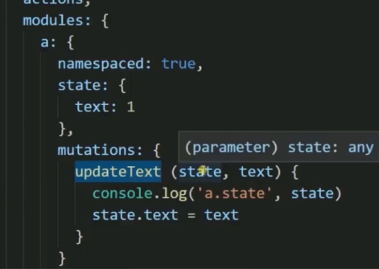 actions,
modules: {
a: {
namespaced: true,
state: {
text: 1
},
mutations: {
(parameter) state: any
updateText (state, text) {
console.log('a.state', state)
state.text = text
}
}